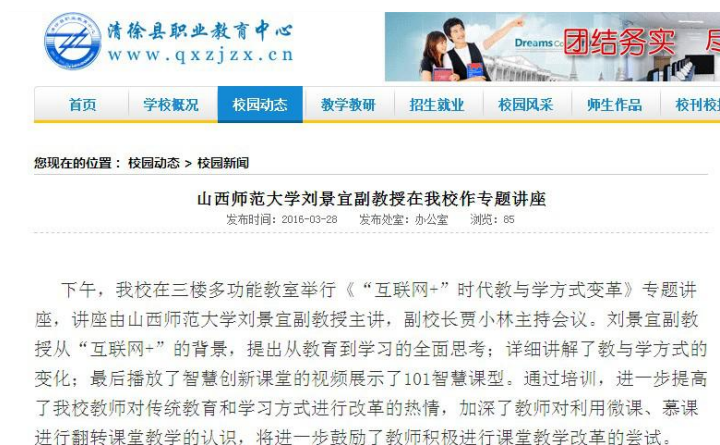 清徐县职业教育中心
www.qxzjzx.cn
Dreams
团结务实
首页 学校概况 校园动态 教学教研 招生就业 校园风采 师生作品 校刊校
您现在的位置： 校园动态 > 校园新闻
山西师范大学刘景宜副教授在我校作专题讲座
发布时间：2016-03-28 发布处室：办公室 浏览：85
下午，我校在三楼多功能教室举行《“互联网+”时代教与学方式变革》专题讲
座，讲座由山西师范大学刘景宜副教授主讲，副校长贾小林主持会议。刘景宜副教
授从“互联网+”的背景，提出从教育到学习的全面思考；详细讲解了教与学方式的
变化；最后播放了智慧创新课堂的视频展示了101智慧课型。通过培训，进一步提高
了我校教师对传统教育和学习方式进行改革的热情，加深了教师对利用微课、慕课
进行翻转课堂教学的认识，将进一步鼓励了教师积极进行课堂教学改革的尝试。